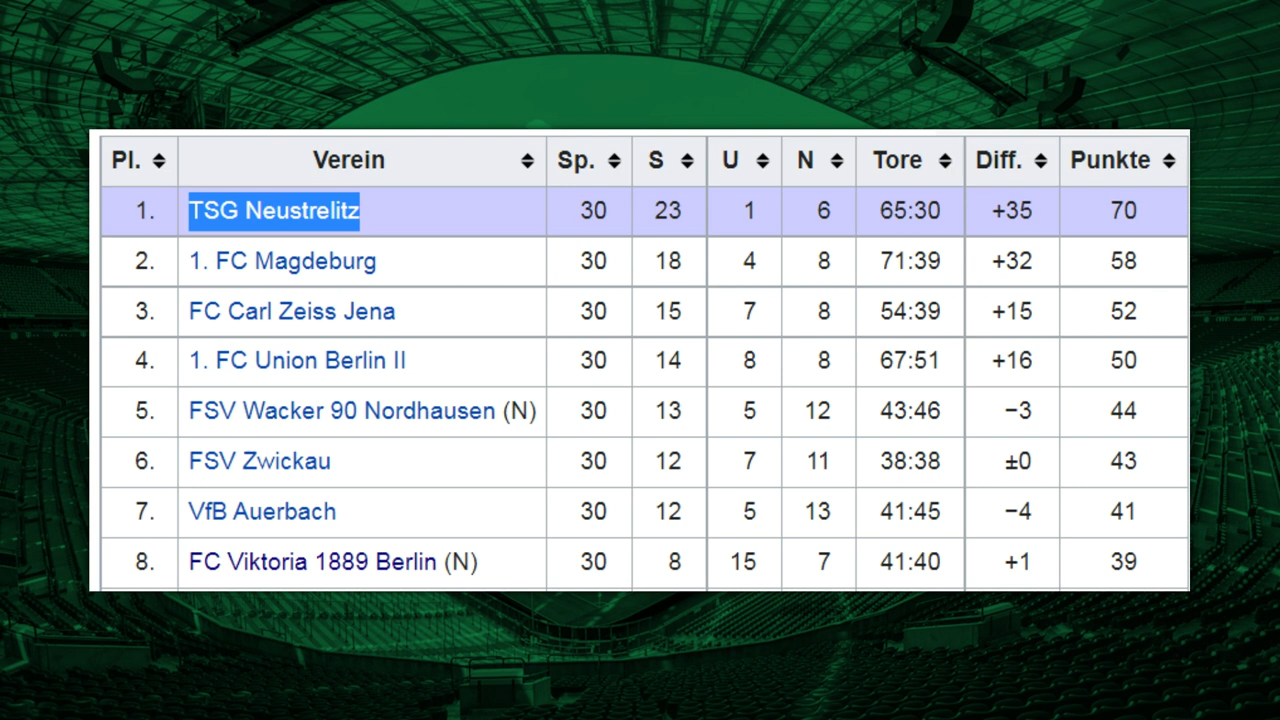 Pl. Verein Sp. S U N Tore Diff. Punkte
1. TSG Neustrelitz 30 23 1 6 65:30 +35 70
2. 1. FC Magdeburg 30 18 4 8 71:39 +32 58
3. FC Carl Zeiss Jena 30 15 7 8 54:39 +15 52
4. 1. FC Union Berlin II 30 14 8 8 67:51 +16 50
5. FSV Wacker 90 Nordhausen (N) 30 13 5 12 43:46 −3 44
6. FSV Zwickau 30 12 7 11 38:38 ±0 43
7. VfB Auerbach 30 12 5 13 41:45 −4 41
8. FC Viktoria 1889 Berlin (N) 30 8 15 7 41:40 +1 39